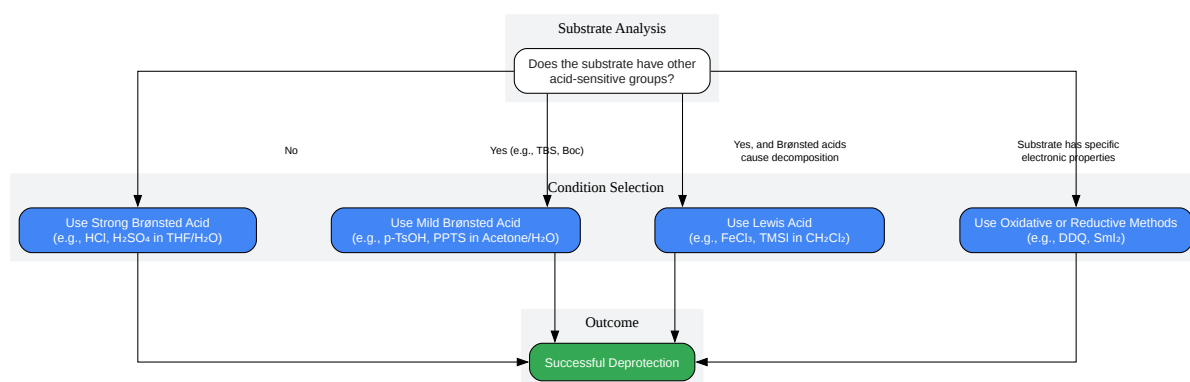 Substrate Analysis
Does the substrate have other
acid-sensitive groups?
No
Yes (e.g., TBS, Boc)
Yes, and Brønsted acids
cause decomposition
Substrate has specific
electronic properties
Condition Selection
Use Strong Brønsted Acid
(e.g., HCl, H₂SO₄ in THF/H₂O)
Use Mild Brønsted Acid
(e.g., p-TsOH, PPTS in Acetone/H₂O)
Use Lewis Acid
(e.g., FeCl₃, TMSI in CH₂Cl₂)
Use Oxidative or Reductive Methods
(e.g., DDQ, SmI₂)
Outcome
Successful Deprotection